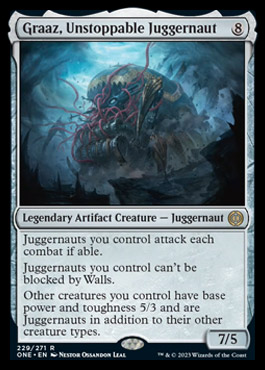 Graaz, Unstoppable Juggernaut 8
Legendary Artifact Creature — Juggernaut
Juggernauts you control attack each
combat if able.
Juggernauts you control can't be
blocked by Walls.
Other creatures you control have base
power and toughness 5/3 and are
Juggernauts in addition to their other
creature types.
7/5
229/271 R
ONE • EN NESTOR OSSANDON LEAL ™ & © 2023 Wizards of the Coast